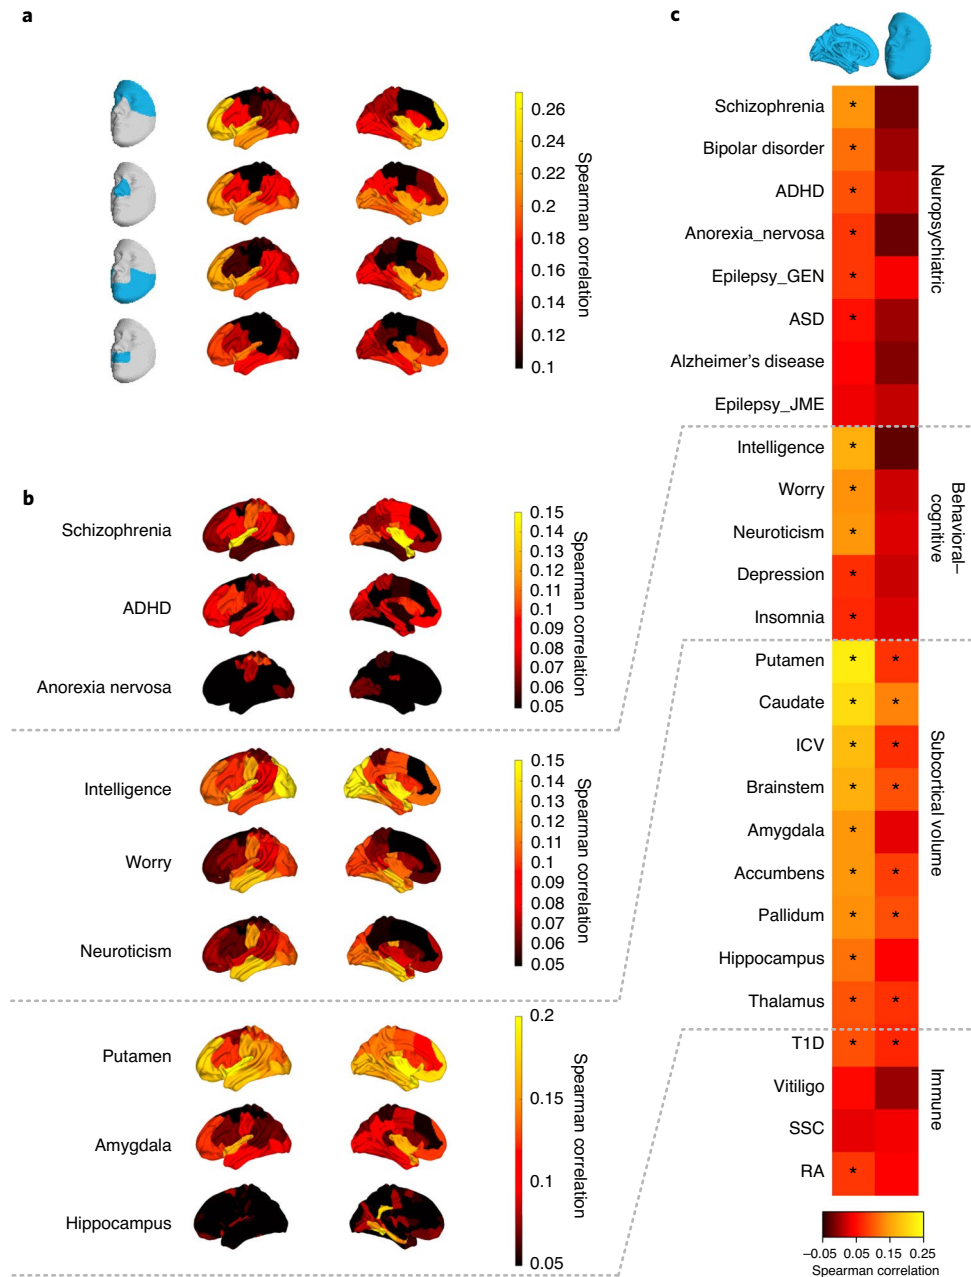 a
0.26
0.24
0.22
0.2
0.18
0.16
0.14
0.12
0.1
Spearman correlation
b
Schizophrenia
ADHD
Anorexia nervosa
0.15
0.14
0.13
0.12
0.11
0.1
0.09
0.08
0.07
0.06
0.05
Spearman correlation
Intelligence
Worry
Neuroticism
0.15
0.14
0.13
0.12
0.11
0.1
0.09
0.08
0.07
0.06
0.05
Spearman correlation
Putamen
Amygdala
Hippocampus
0.2
0.15
0.1
0.05
Spearman correlation
c
Schizophrenia *
Bipolar disorder *
ADHD *
Anorexia_nervosa *
Epilepsy_GEN *
ASD *
Alzheimer's disease
Epilepsy_JME
Neuropsychiatric
Intelligence *
Worry *
Neuroticism *
Depression *
Insomnia *
Behavioral–
cognitive
Putamen * *
Caudate * *
ICV * *
Brainstem * *
Amygdala *
Accumbens * *
Pallidum * *
Hippocampus *
Thalamus * *
Subcortical volume
T1D * *
Vitiligo
SSC
RA *
Immune
–0.05 0.05 0.15 0.25
Spearman correlation